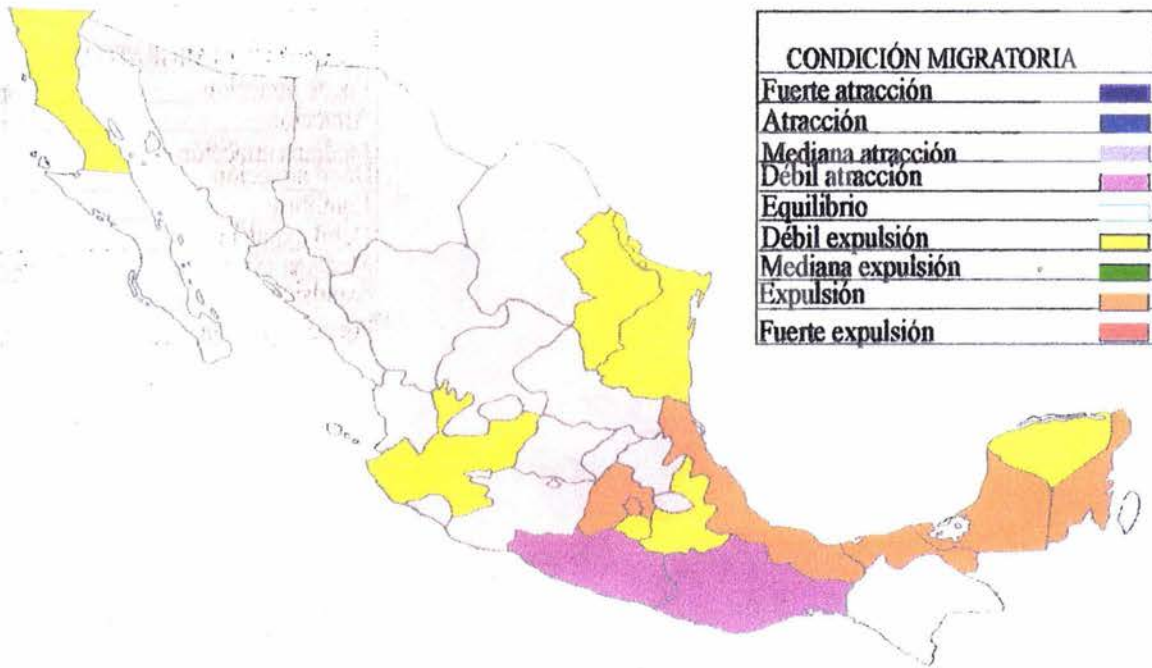 CONDICIÓN MIGRATORIA
Fuerte atracción
Atracción
Mediana atracción
Débil atracción
Equilibrio
Débil expulsión
Mediana expulsión
Expulsión
Fuerte expulsión